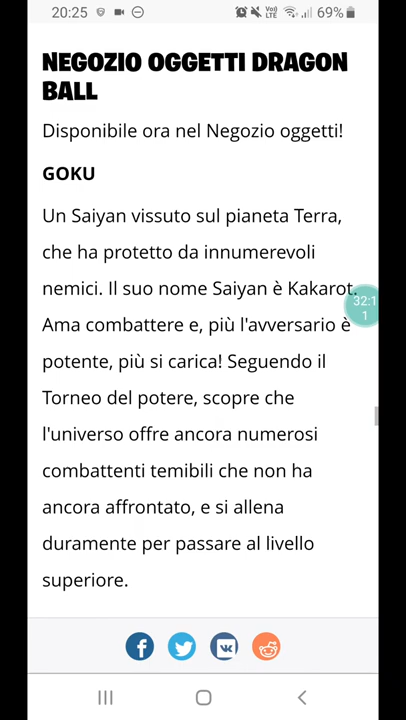 20:25
Vo))
LTE
69%
NEGOZIO OGGETTI DRAGON
BALL
Disponibile ora nel Negozio oggetti!
GOKU
Un Saiyan vissuto sul pianeta Terra,
che ha protetto da innumerevoli
nemici. Il suo nome Saiyan è Kakarot.
32:1
1
Ama combattere e, più l'avversario è
potente, più si carica! Seguendo il
Torneo del potere, scopre che
l'universo offre ancora numerosi
combattenti temibili che non ha
ancora affrontato, e si allena
duramente per passare al livello
superiore.